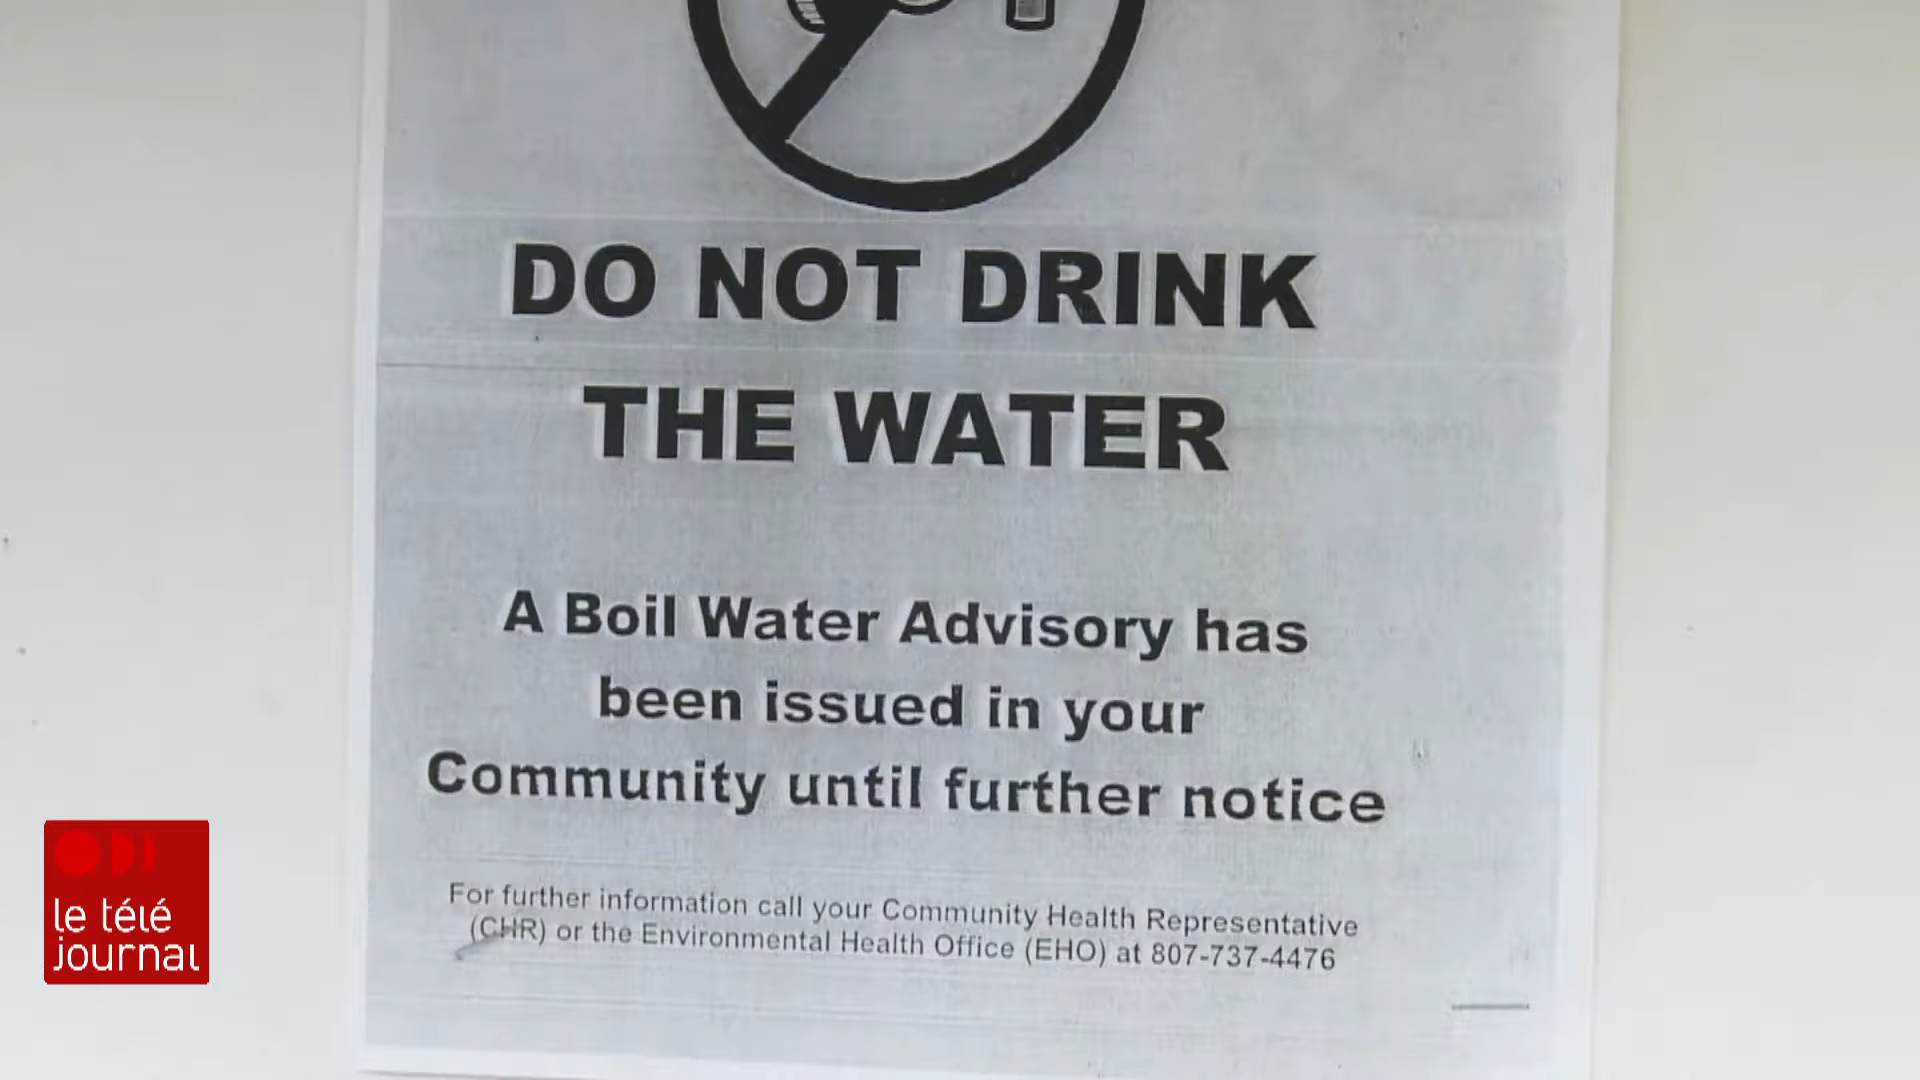 DO NOT DRINK
THE WATER
A Boil Water Advisory has
been issued in your
Community until further notice
For further information call your Community Health Representative
(CHR) or the Environmental Health Office (EHO) at 807-737-4476
le télé
journal